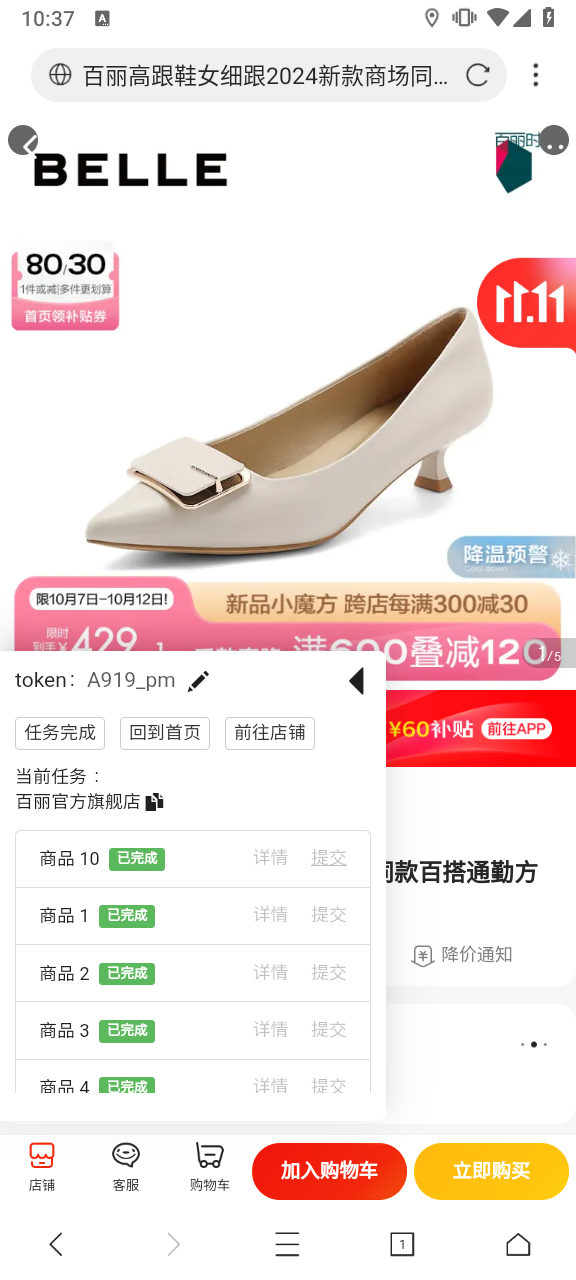 10:37
百丽高跟鞋女细跟2024新款商场同...
百丽时
BELLE
80/30
1件或减|多件更划算
首页领补贴券
11.11
降温预警
Cool down
限10月7日-10月12日!
新品小魔方 跨店每满300减30
限时
到手¥
429
满600叠减120
1/5
token: A919_pm
任务完成
回到首页
前往店铺
¥60补贴
前往APP
当前任务：
百丽官方旗舰店
商品 10 已完成 详情 提交
同款百搭通勤方
商品 1 已完成 详情 提交
降价通知
商品 2 已完成 详情 提交
商品 3 已完成 详情 提交
商品 4 已完成 详情 提交
店铺
客服
购物车
加入购物车
立即购买
1